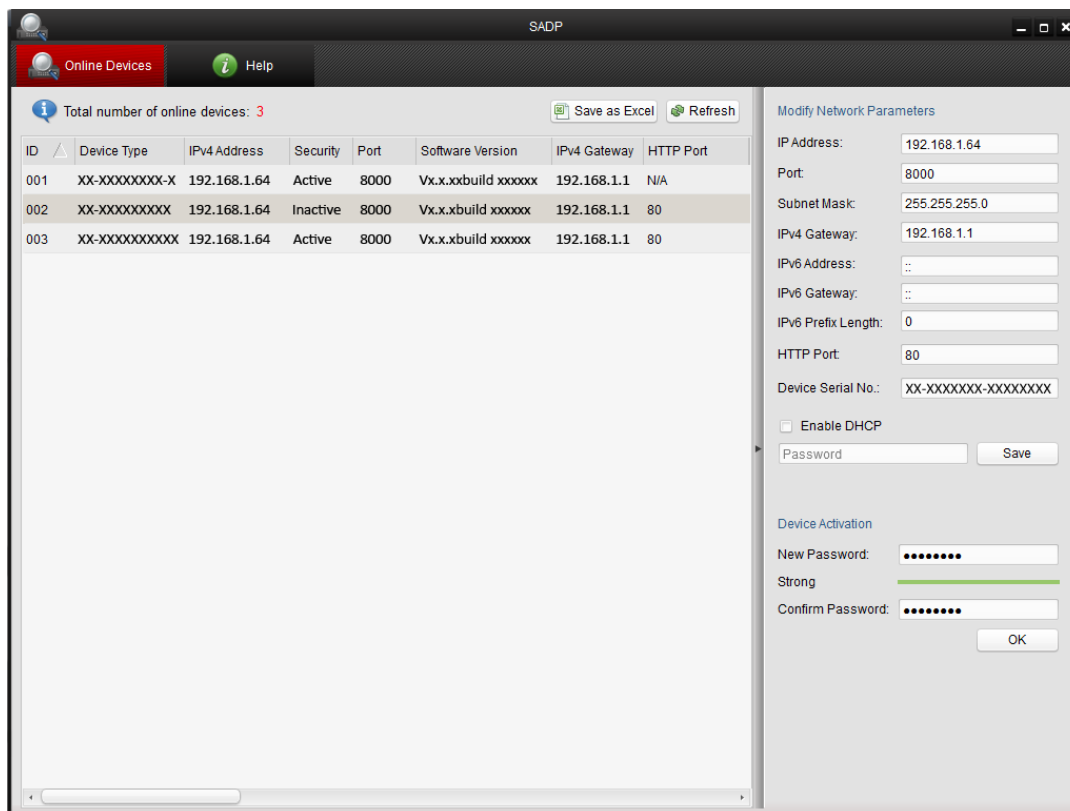 SADP
Online Devices
Help
Total number of online devices: 3
Save as Excel
Refresh
ID Device Type IPv4 Address Security Port Software Version IPv4 Gateway HTTP Port
001 XX-XXXXXXXX-X 192.168.1.64 Active 8000 Vx.x.xxbuild xxxxxx 192.168.1.1 N/A
002 XX-XXXXXXXXX 192.168.1.64 Inactive 8000 Vx.x.xbuild xxxxxx 192.168.1.1 80
003 XX-XXXXXXXXXX 192.168.1.64 Active 8000 Vx.x.xbuild xxxxxx 192.168.1.1 80
Modify Network Parameters
IP Address: 192.168.1.64
Port: 8000
Subnet Mask: 255.255.255.0
IPv4 Gateway: 192.168.1.1
IPv6 Address: ::
IPv6 Gateway: ::
IPv6 Prefix Length: 0
HTTP Port: 80
Device Serial No.: XX-XXXXXXX-XXXXXXXX
Enable DHCP
Password Save
Device Activation
New Password: ●●●●●●●●
Strong
Confirm Password: ●●●●●●●●
OK